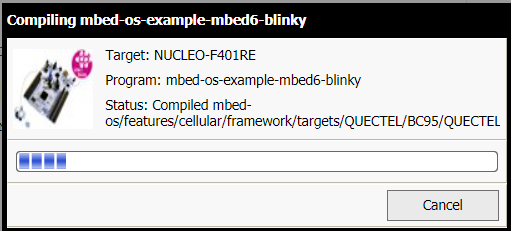 Compiling mbed-os-example-mbed6-blinky
Target: NUCLEO-F401RE
Program: mbed-os-example-mbed6-blinky
Status: Compiled mbed-
os/features/cellular/framework/targets/QUECTEL/BC95/QUECTEL
Cancel